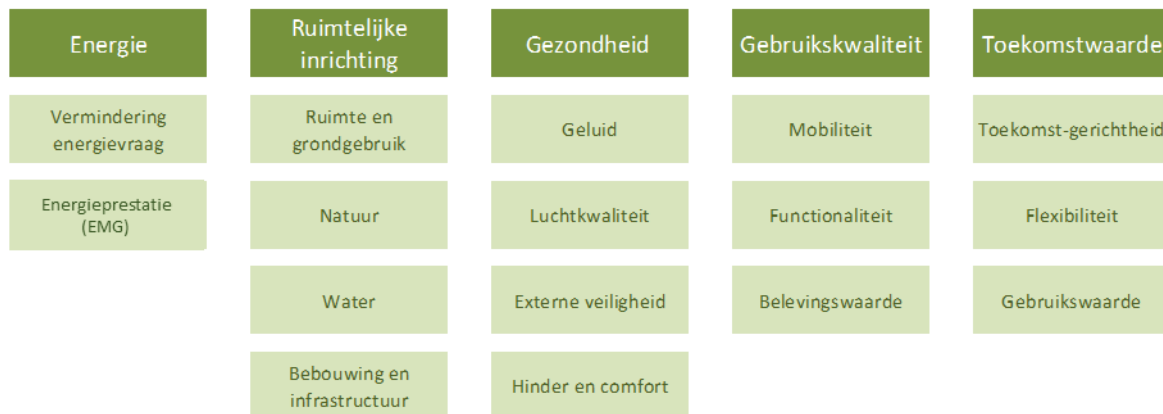 Energie
Vermindering
energievraag
Energieprestatie
(EMG)
Ruimtelijke
inrichting
Ruimte en
grondgebruik
Natuur
Water
Bebouwing en
infrastructuur
Gezondheid
Geluid
Luchtkwaliteit
Externe veiligheid
Hinder en comfort
Gebruikskwaliteit
Mobiliteit
Functionaliteit
Belevingswaarde
Toekomstwaarde
Toekomst-gerichtheid
Flexibiliteit
Gebruikswaarde